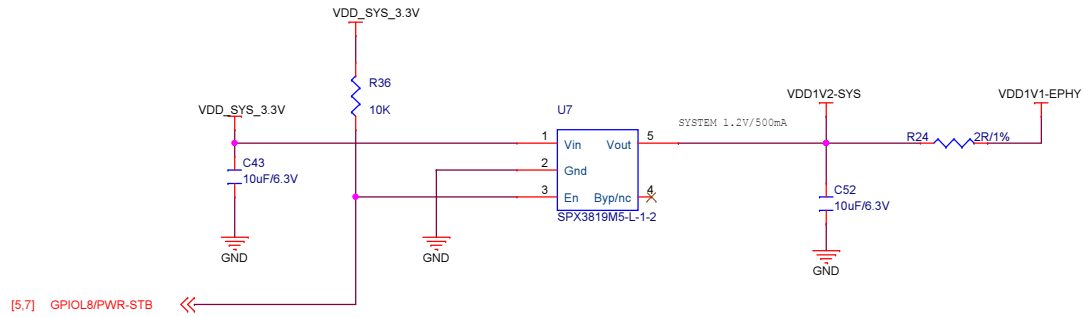 VDD_SYS_3.3V
R36
10K
VDD_SYS_3.3V
C43
10uF/6.3V
GND
GND
U7
1
Vin
Vout
5
2
Gnd
3
En
Byp/nc
4
SPX3819M5-L-1-2
SYSTEM 1.2V/500mA
VDD1V2-SYS
VDD1V1-EPHY
R24
2R/1%
C52
10uF/6.3V
GND
[5,7]
GPIOL8/PWR-STB